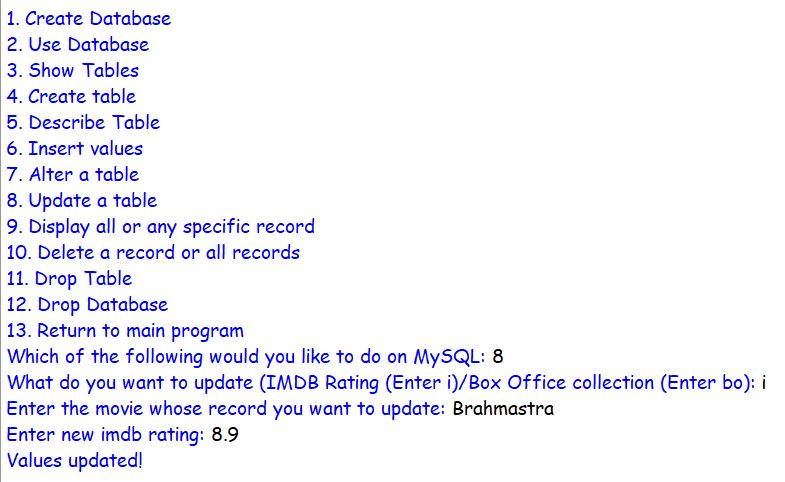 1. Create Database
2. Use Database
3. Show Tables
4. Create table
5. Describe Table
6. Insert values
7. Alter a table
8. Update a table
9. Display all or any specific record
10. Delete a record or all records
11. Drop Table
12. Drop Database
13. Return to main program
Which of the following would you like to do on MySQL: 8
What do you want to update (IMDB Rating (Enter i)/Box Office collection (Enter bo): i
Enter the movie whose record you want to update: Brahmastra
Enter new imdb rating: 8.9
Values updated!